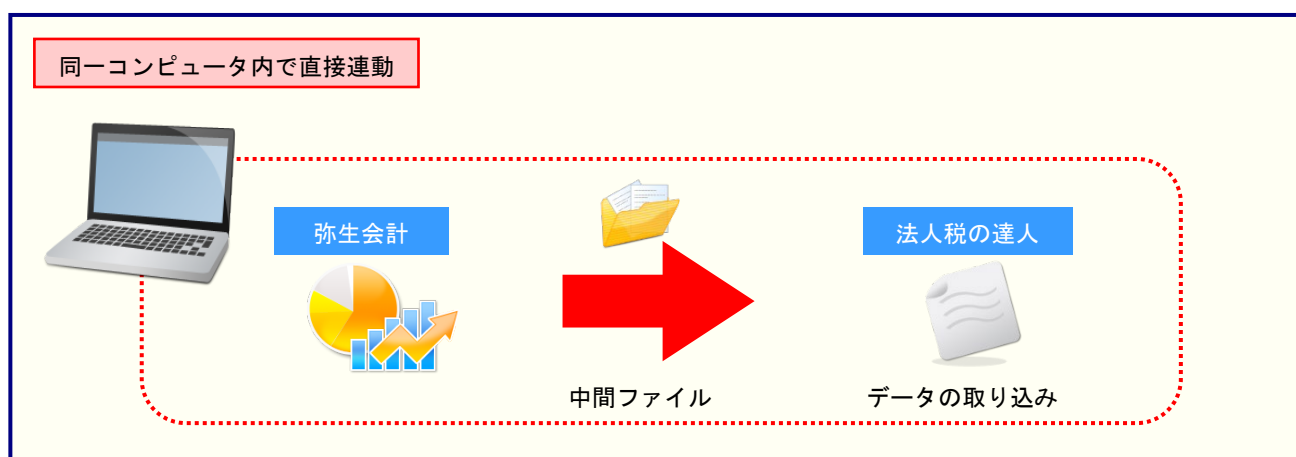 同一コンピュータ内で直接連動
弥生会計
法人税の達人
中間ファイル
データの取り込み